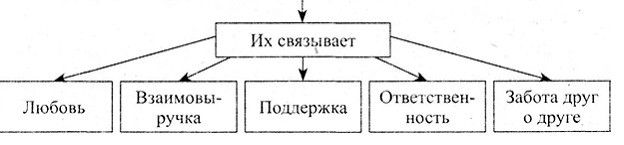 Их связывает
Любовь
Взаимовы-
ручка
Поддержка
Ответствен-
ность
Забота друг
о друге